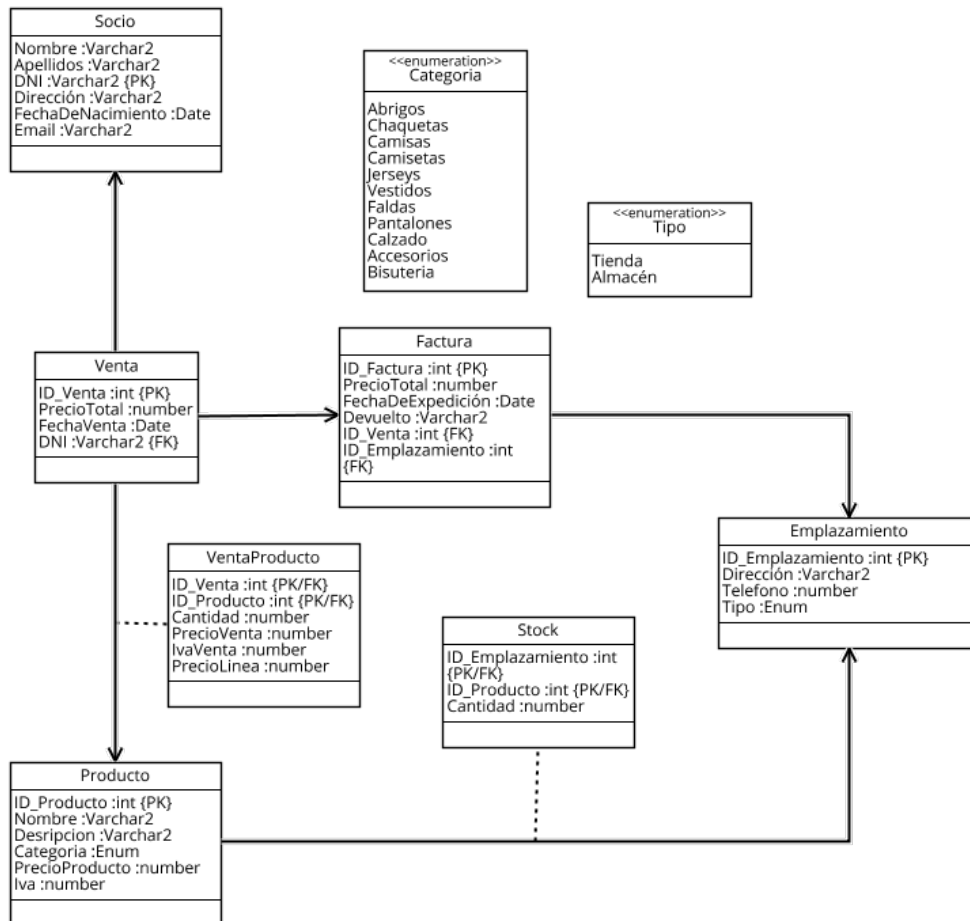 Socio
Nombre :Varchar2
Apellidos :Varchar2
DNI :Varchar2 {PK}
Dirección :Varchar2
FechaDeNacimiento :Date
Email :Varchar2
<<enumeration>>
Categoria
Abrigos
Chaquetas
Camisas
Camisetas
Jerseys
Vestidos
Faldas
Pantalones
Calzado
Accesorios
Bisuteria
<<enumeration>>
Tipo
Tienda
Almacén
Venta
ID_Venta :int {PK}
PrecioTotal :number
FechaVenta :Date
DNI :Varchar2 {FK}
Factura
ID_Factura :int {PK}
PrecioTotal :number
FechaDeExpedición :Date
Devuelto :Varchar2
ID_Venta :int {FK}
ID_Emplazamiento :int
{FK}
Emplazamiento
ID_Emplazamiento :int {PK}
Dirección :Varchar2
Telefono :number
Tipo :Enum
VentaProducto
ID_Venta :int {PK/FK}
ID_Producto :int {PK/FK}
Cantidad :number
PrecioVenta :number
IvaVenta :number
PrecioLinea :number
Stock
ID_Emplazamiento :int
{PK/FK}
ID_Producto :int {PK/FK}
Cantidad :number
Producto
ID_Producto :int {PK}
Nombre :Varchar2
Desripcion :Varchar2
Categoria :Enum
PrecioProducto :number
Iva :number